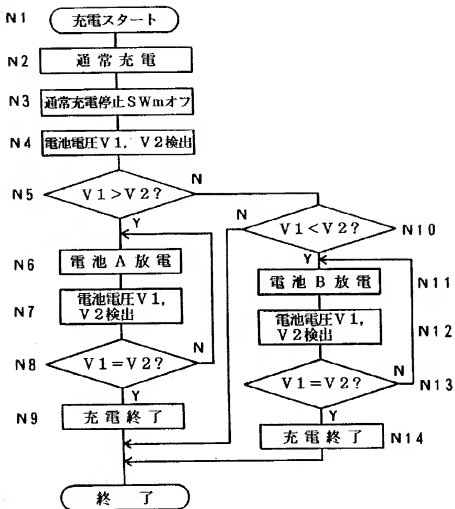 N1 充電スタート
N2 通常充電
N3 通常充電停止SWmオフ
N4 電池電圧V1, V2検出
N5 V1>V2? N
Y
N V1<V2? N10
Y
N6 電池A放電
電池B放電 N11
N7 電池電圧V1,
V2検出
電池電圧V1,
V2検出 N12
N8 V1=V2? N
Y
V1=V2? N N13
Y
N9 充電終了
充電終了 N14
終了